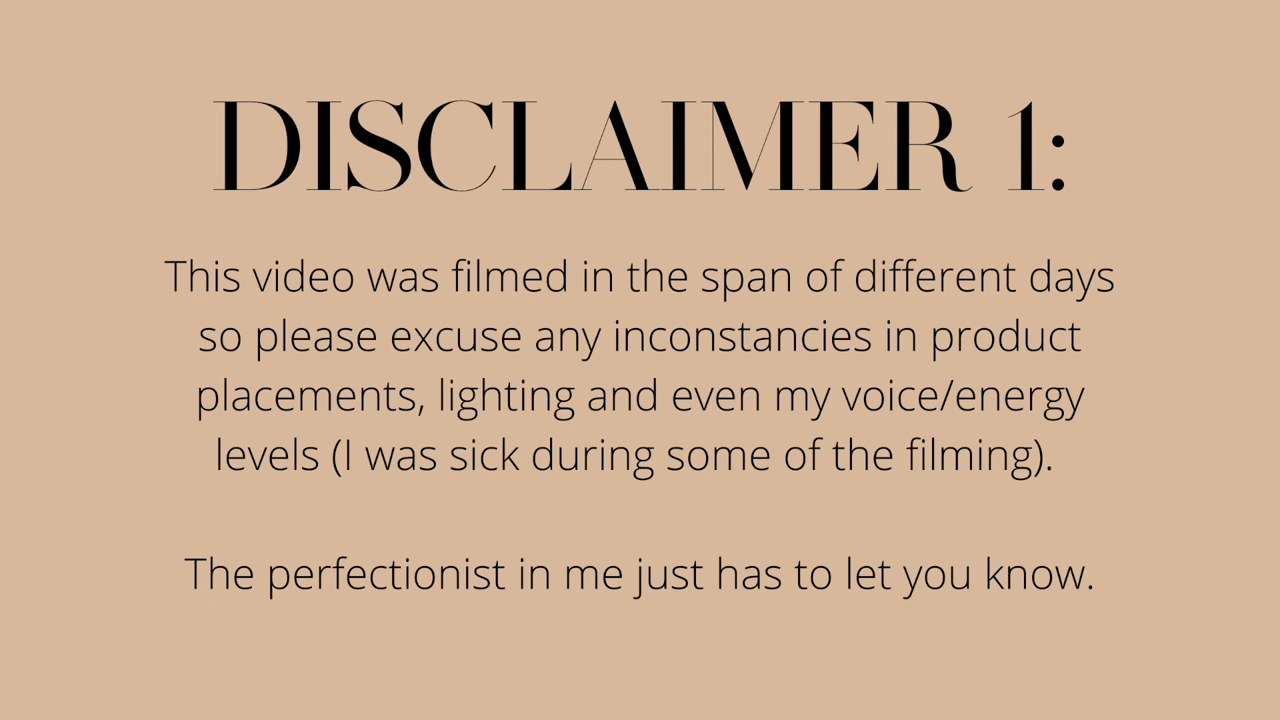 DISCLAIMER 1:
This video was filmed in the span of different days
so please excuse any inconstancies in product
placements, lighting and even my voice/energy
levels (I was sick during some of the filming).
The perfectionist in me just has to let you know.